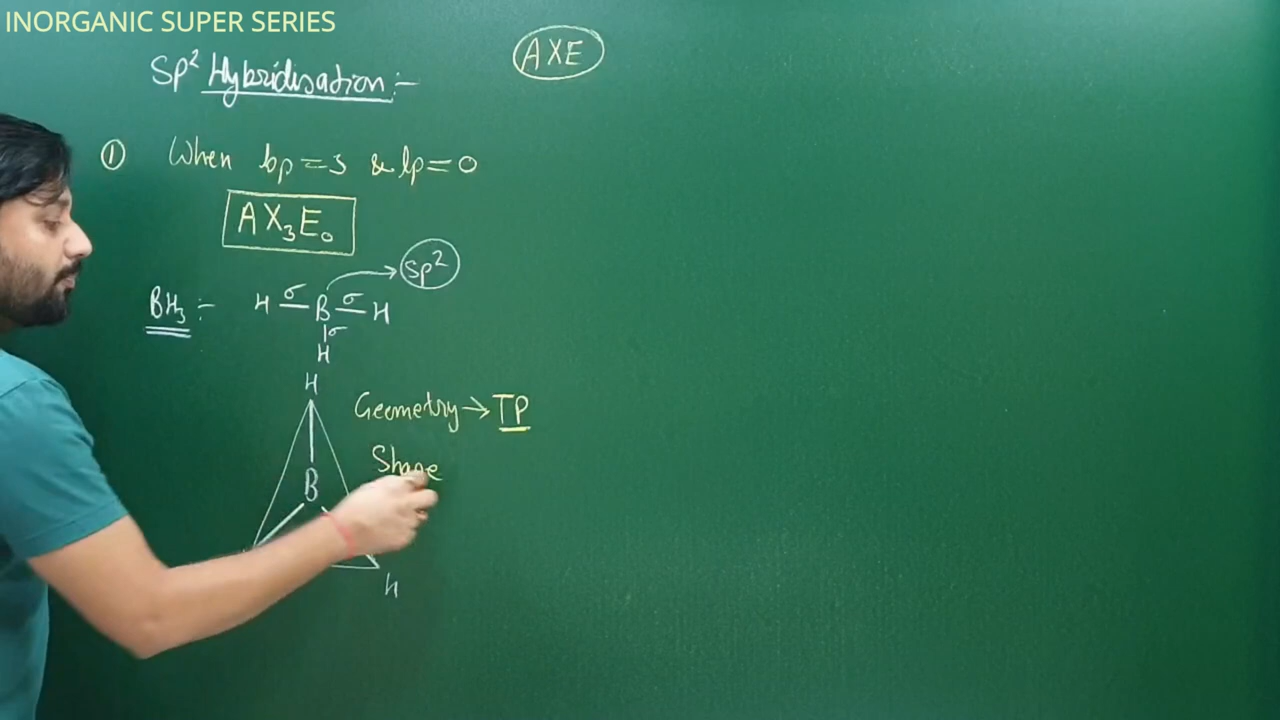 INORGANIC SUPER SERIES
AXE
Sp² Hybridisation :-
① When bp = 3 & lp = 0
AX₃E₀
Sp²
BH₃ :- H σ B σ H
σ
H
H
Geometry → TP
Shape
B
H